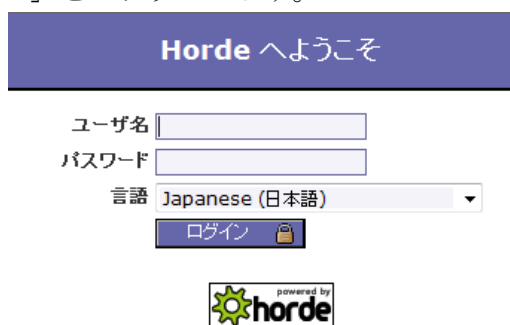 Horde へようこそ
ユーザ名
パスワード
言語 Japanese (日本語)
ログイン
powered by
horde